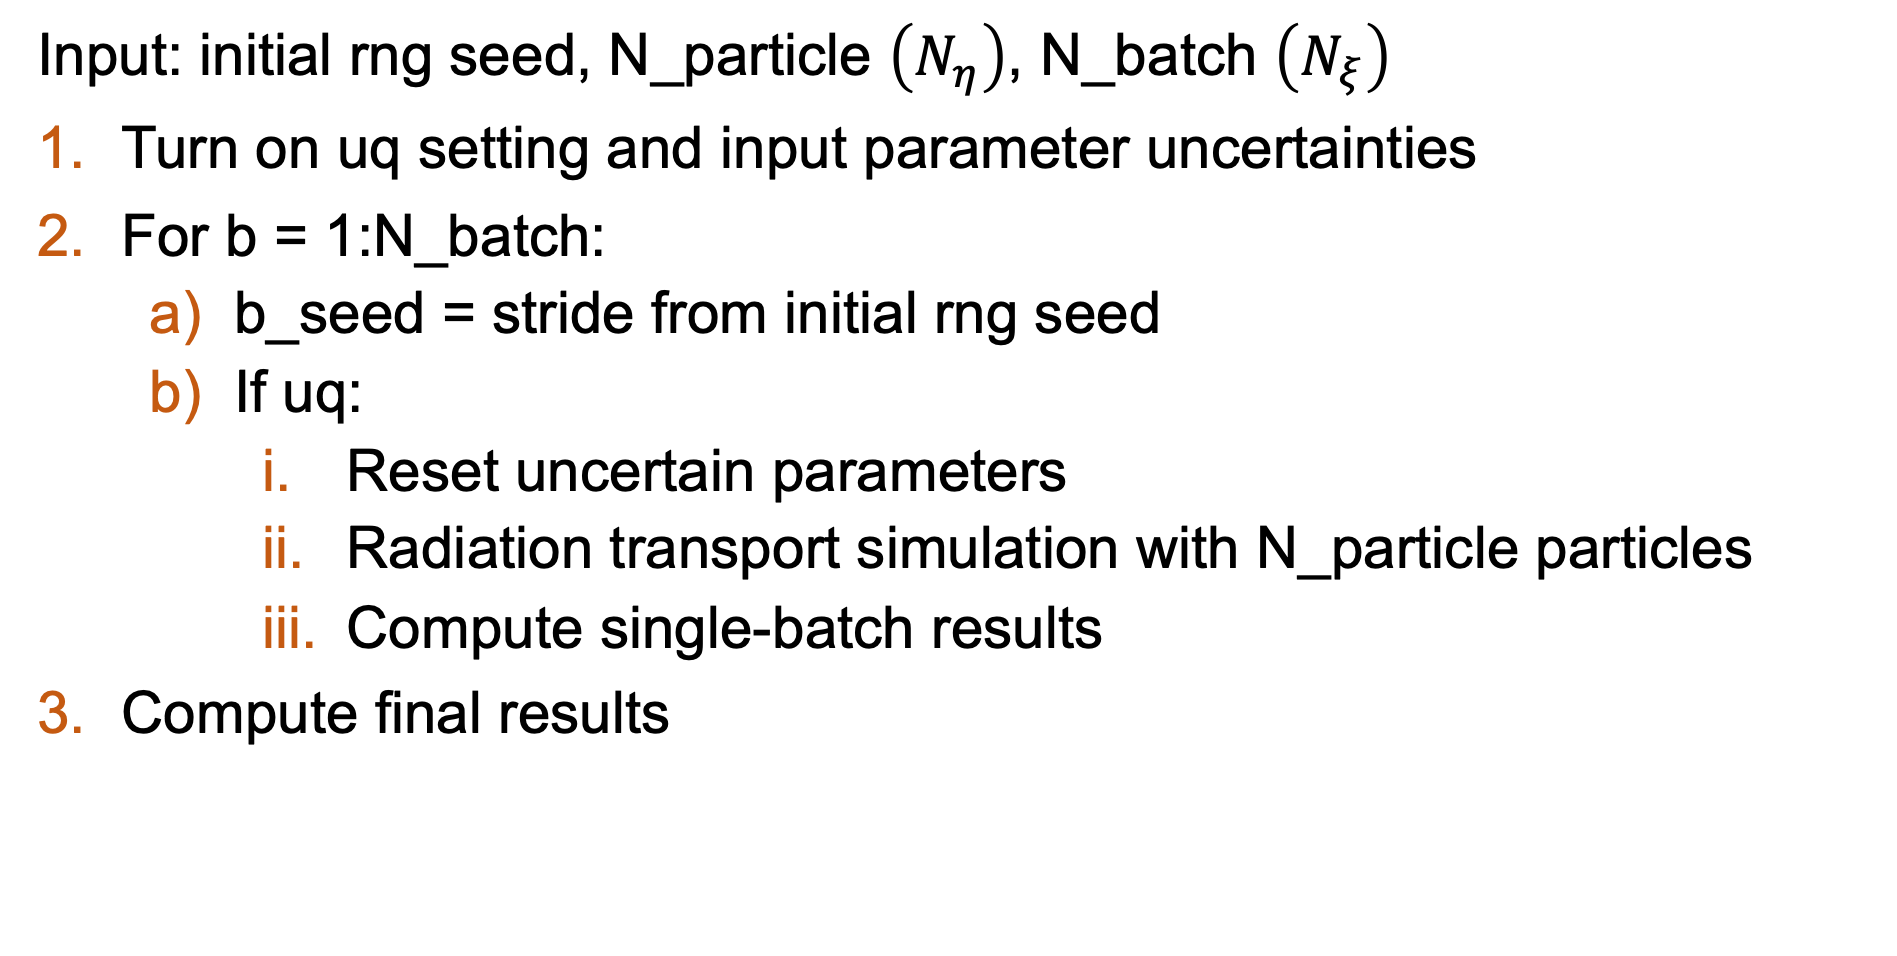 Input: initial rng seed, N_particle (N_η), N_batch (N_ξ)
1. Turn on uq setting and input parameter uncertainties
2. For b = 1:N_batch:
a) b_seed = stride from initial rng seed
b) If uq:
i. Reset uncertain parameters
ii. Radiation transport simulation with N_particle particles
iii. Compute single-batch results
3. Compute final results